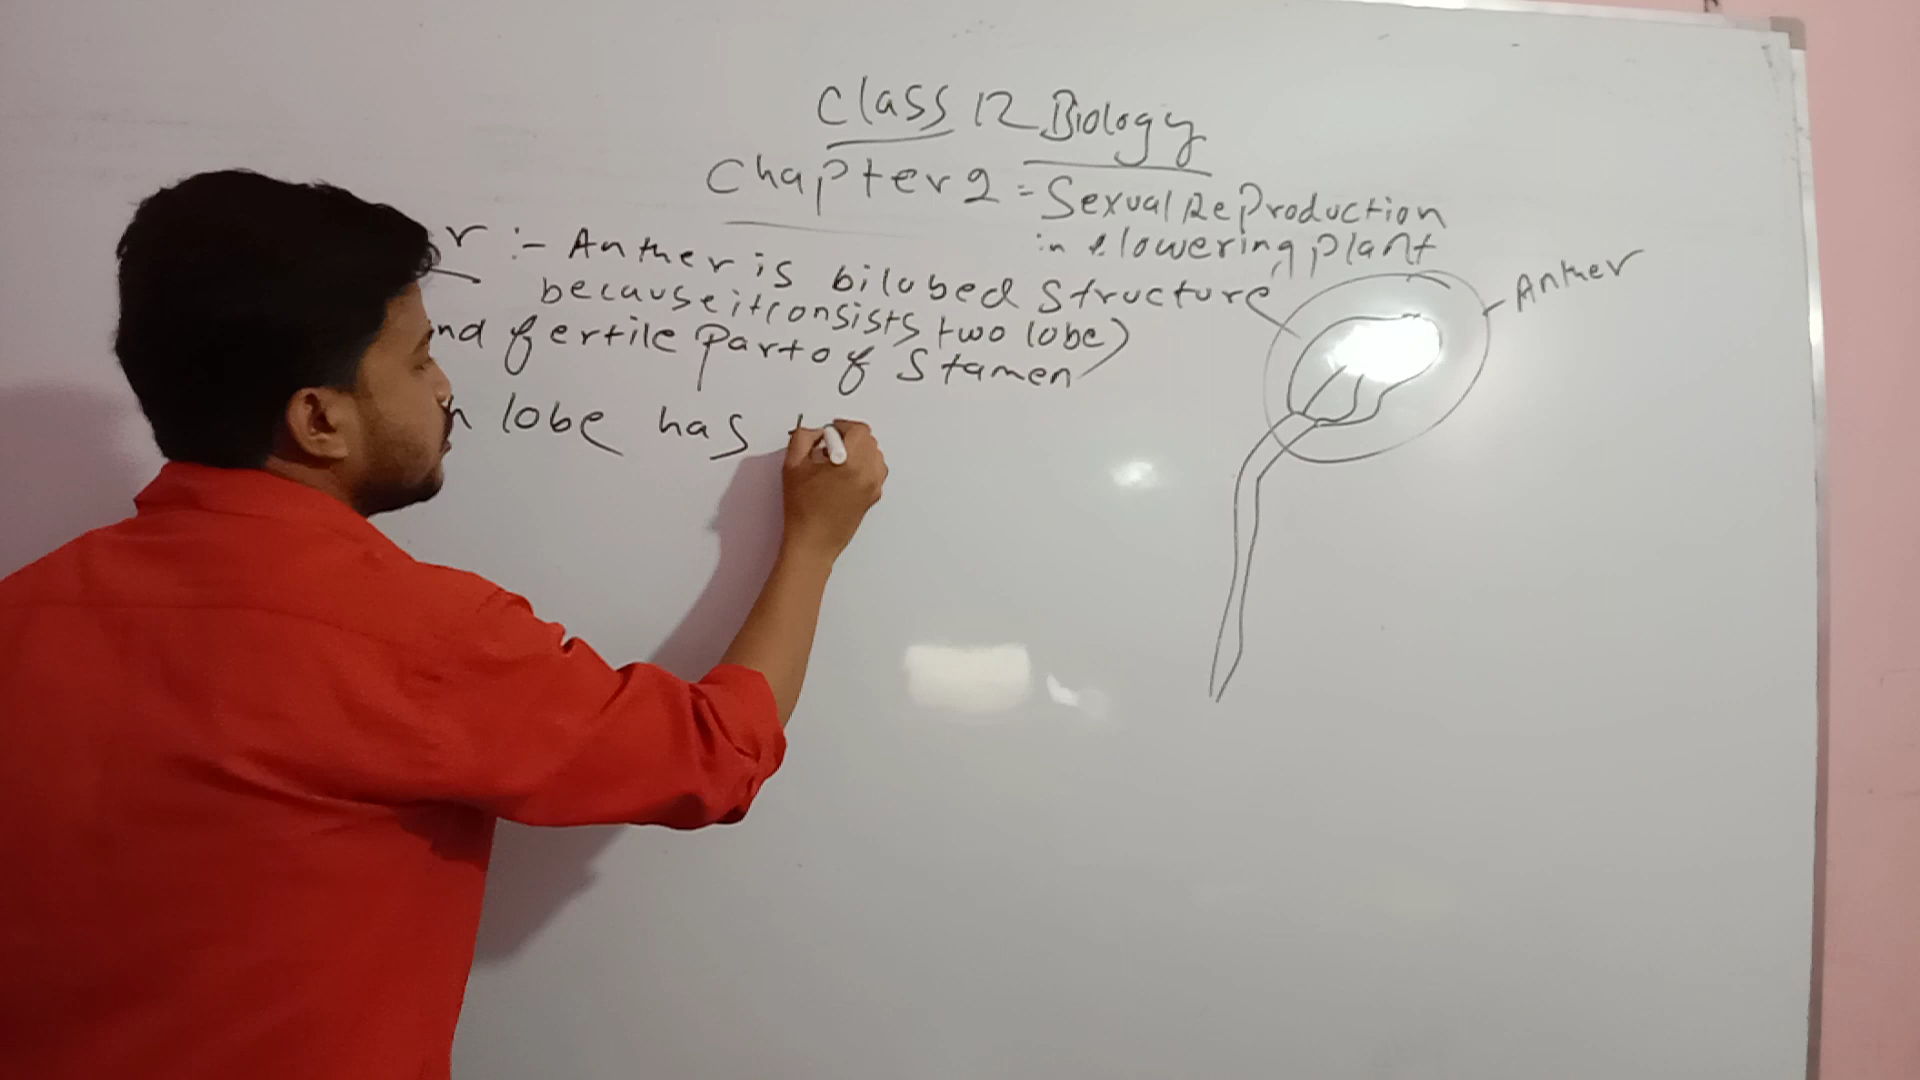 Class 12 Biology
Chapter 2 = Sexual Reproduction
in flowering plant
r :- Anther is bilobed structure
because it consists two lobe)
nd fertile part of stamen
h lobe has t
Anther